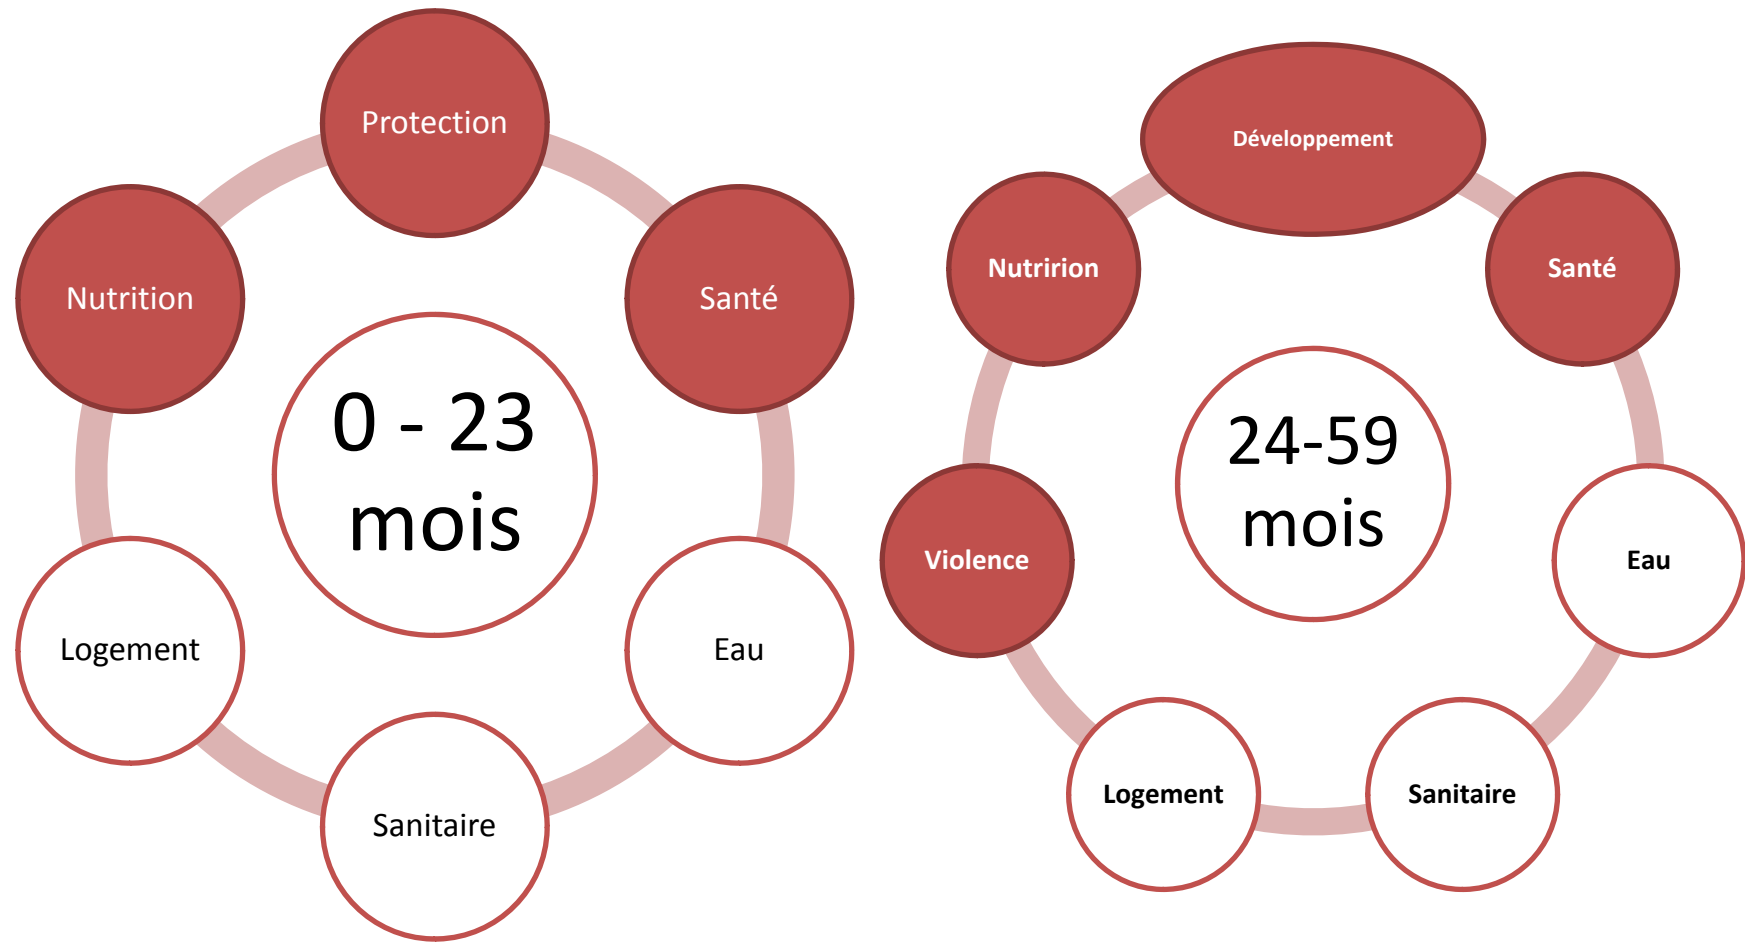 Protection
Santé
Eau
Sanitaire
Logement
Nutrition
0 - 23
mois
Développement
Santé
Eau
Sanitaire
Logement
Violence
Nutririon
24-59
mois